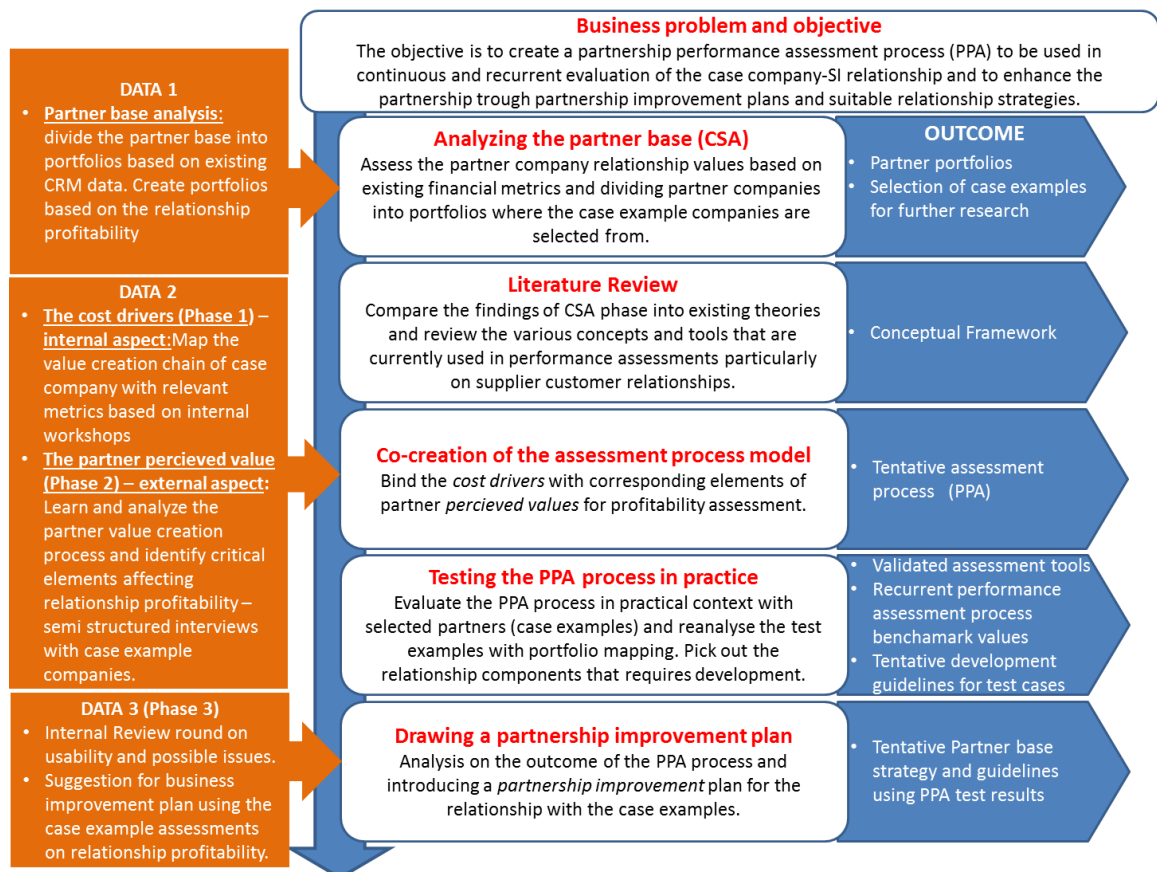 Business problem and objective
The objective is to create a partnership performance assessment process (PPA) to be used in
continuous and recurrent evaluation of the case company-SI relationship and to enhance the
partnership trough partnership improvement plans and suitable relationship strategies.
DATA 1
• Partner base analysis:
divide the partner base into
portfolios based on existing
CRM data. Create portfolios
based on the relationship
profitability
Analyzing the partner base (CSA)
Assess the partner company relationship values based on
existing financial metrics and dividing partner companies
into portfolios where the case example companies are
selected from.
OUTCOME
• Partner portfolios
• Selection of case examples
for further research
DATA 2
• The cost drivers (Phase 1) –
internal aspect:Map the
value creation chain of case
company with relevant
metrics based on internal
workshops
• The partner percieved value
(Phase 2) – external aspect:
Learn and analyze the
partner value creation
process and identify critical
elements affecting
relationship profitability –
semi structured interviews
with case example
companies.
Literature Review
Compare the findings of CSA phase into existing theories
and review the various concepts and tools that are
currently used in performance assessments particularly
on supplier customer relationships.
• Conceptual Framework
Co-creation of the assessment process model
Bind the cost drivers with corresponding elements of
partner percieved values for profitability assessment.
• Tentative assessment
process (PPA)
Testing the PPA process in practice
Evaluate the PPA process in practical context with
selected partners (case examples) and reanalyse the test
examples with portfolio mapping. Pick out the
relationship components that requires development.
• Validated assessment tools
• Recurrent performance
assessment process
benchamark values
• Tentative development
guidelines for test cases
DATA 3 (Phase 3)
• Internal Review round on
usability and possible issues.
• Suggestion for business
improvement plan using the
case example assessments
on relationship profitability.
Drawing a partnership improvement plan
Analysis on the outcome of the PPA process and
introducing a partnership improvement plan for the
relationship with the case examples.
• Tentative Partner base
strategy and guidelines
using PPA test results